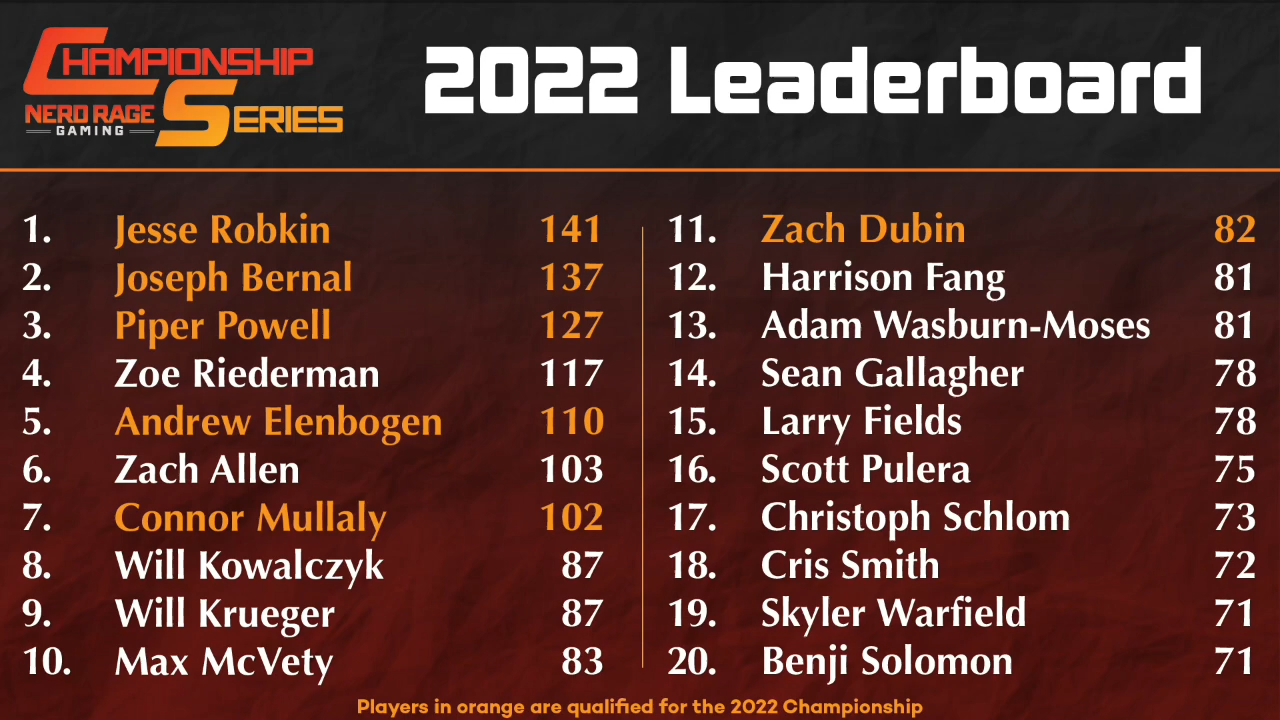 CHAMPIONSHIP
NERD RAGE
GAMING
SERIES
2022 Leaderboard
1. Jesse Robkin 141
2. Joseph Bernal 137
3. Piper Powell 127
4. Zoe Riederman 117
5. Andrew Elenbogen 110
6. Zach Allen 103
7. Connor Mullaly 102
8. Will Kowalczyk 87
9. Will Krueger 87
10. Max McVety 83
11. Zach Dubin 82
12. Harrison Fang 81
13. Adam Wasburn-Moses 81
14. Sean Gallagher 78
15. Larry Fields 78
16. Scott Pulera 75
17. Christoph Schlom 73
18. Cris Smith 72
19. Skyler Warfield 71
20. Benji Solomon 71
Players in orange are qualified for the 2022 Championship